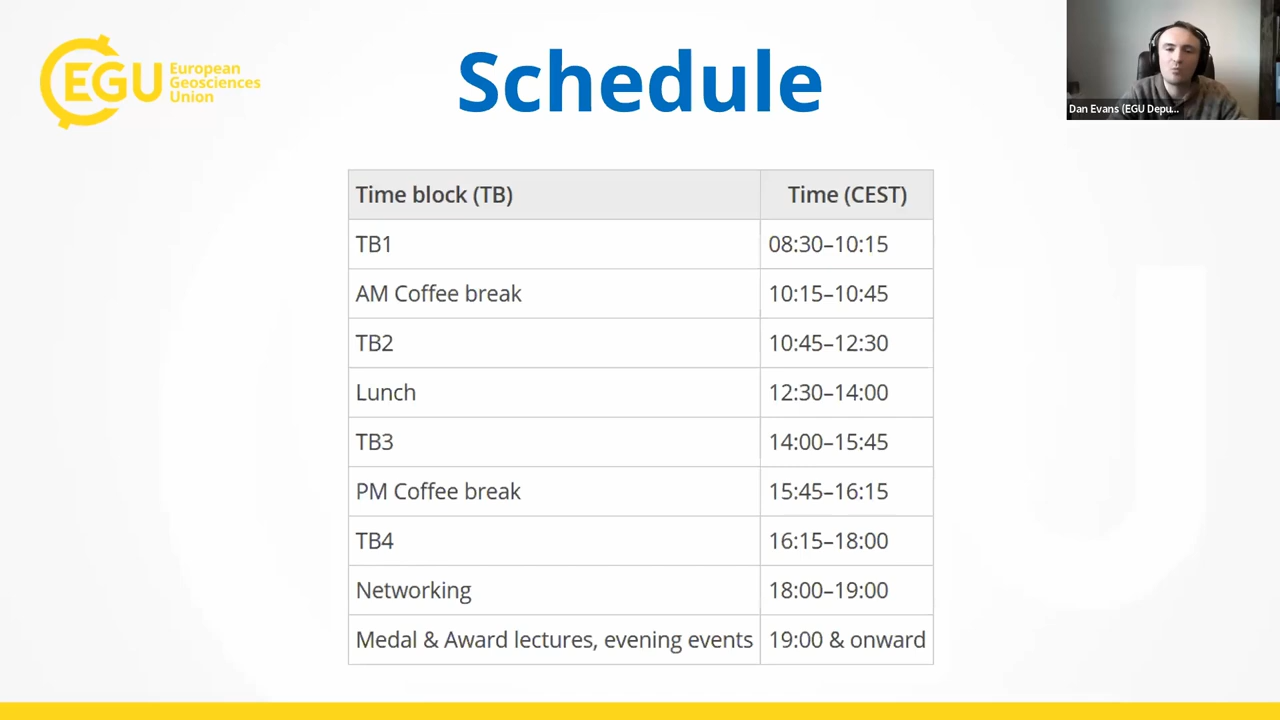 EGU
European
Geosciences
Union
Schedule
Dan Evans (EGU Depu...
Time block (TB) Time (CEST)
TB1 08:30–10:15
AM Coffee break 10:15–10:45
TB2 10:45–12:30
Lunch 12:30–14:00
TB3 14:00–15:45
PM Coffee break 15:45–16:15
TB4 16:15–18:00
Networking 18:00–19:00
Medal & Award lectures, evening events 19:00 & onward